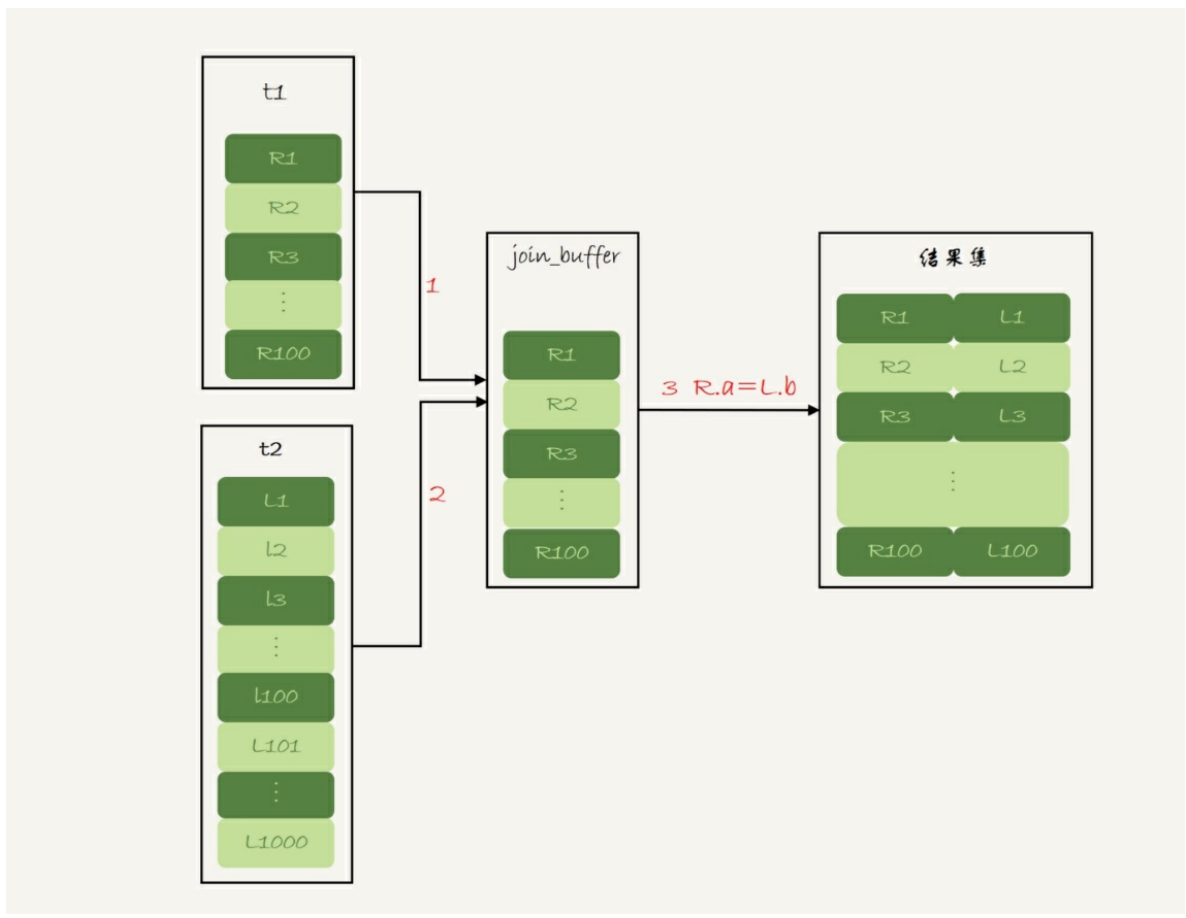 t1
R1
R2
R3
⋮
R100
t2
L1
l2
l3
⋮
l100
L101
⋮
L1000
1
2
join_buffer
R1
R2
R3
⋮
R100
3 R.a=L.b
结果集
R1 L1
R2 L2
R3 L3
⋮
R100 L100